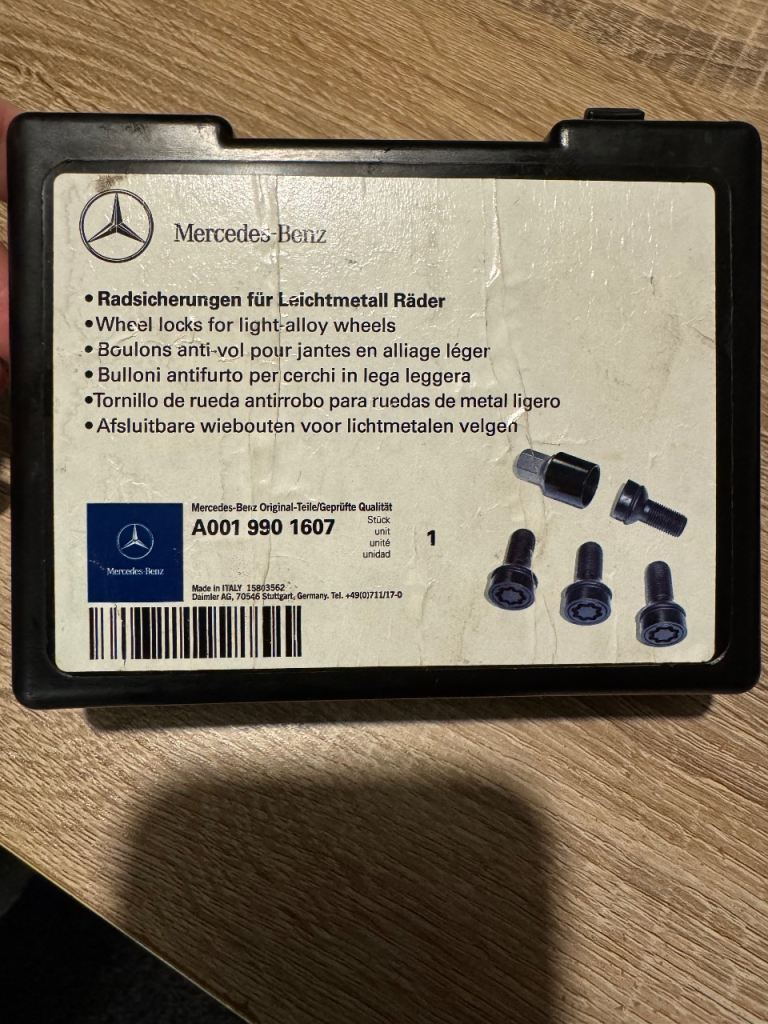 Mercedes-Benz
• Radsicherungen für Leichtmetall Räder
• Wheel locks for light-alloy wheels
• Boulons anti-vol pour jantes en alliage léger
• Bulloni antifurto per cerchi in lega leggera
•Tornillo de rueda antirrobo para ruedas de metal ligero
• Afsluitbare wiebouten voor lichtmetalen velgen
Mercedes-Benz
Mercedes-Benz Original-Teile/Geprüfte Qualität
A001 990 1607
Stück
unit
unité
unidad
1
Made in ITALY 15803562
Daimler AG, 70546 Stuttgart, Germany. Tel. +49(0)711/17-0